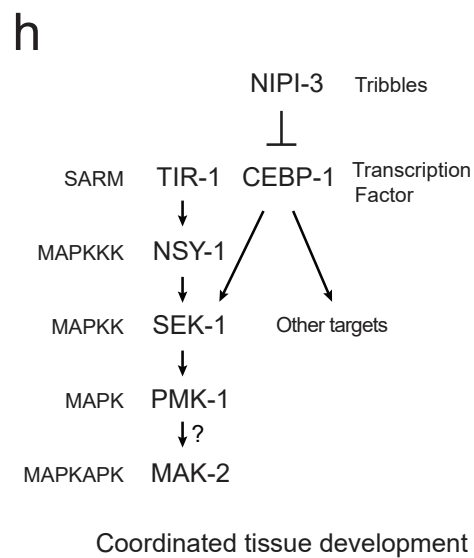 h
NIPI-3 Tribbles
SARM TIR-1 CEBP-1 Transcription
Factor
MAPKKK NSY-1
MAPKK SEK-1 Other targets
MAPK PMK-1
?
MAPKAPK MAK-2
Coordinated tissue development